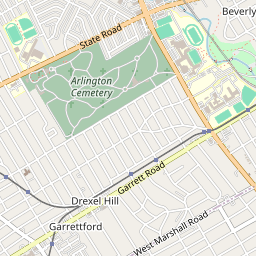 Beverly
State Road
Arlington
Cemetery
Garrett Road
Drexel Hill
Garrettford
West Marshall Road